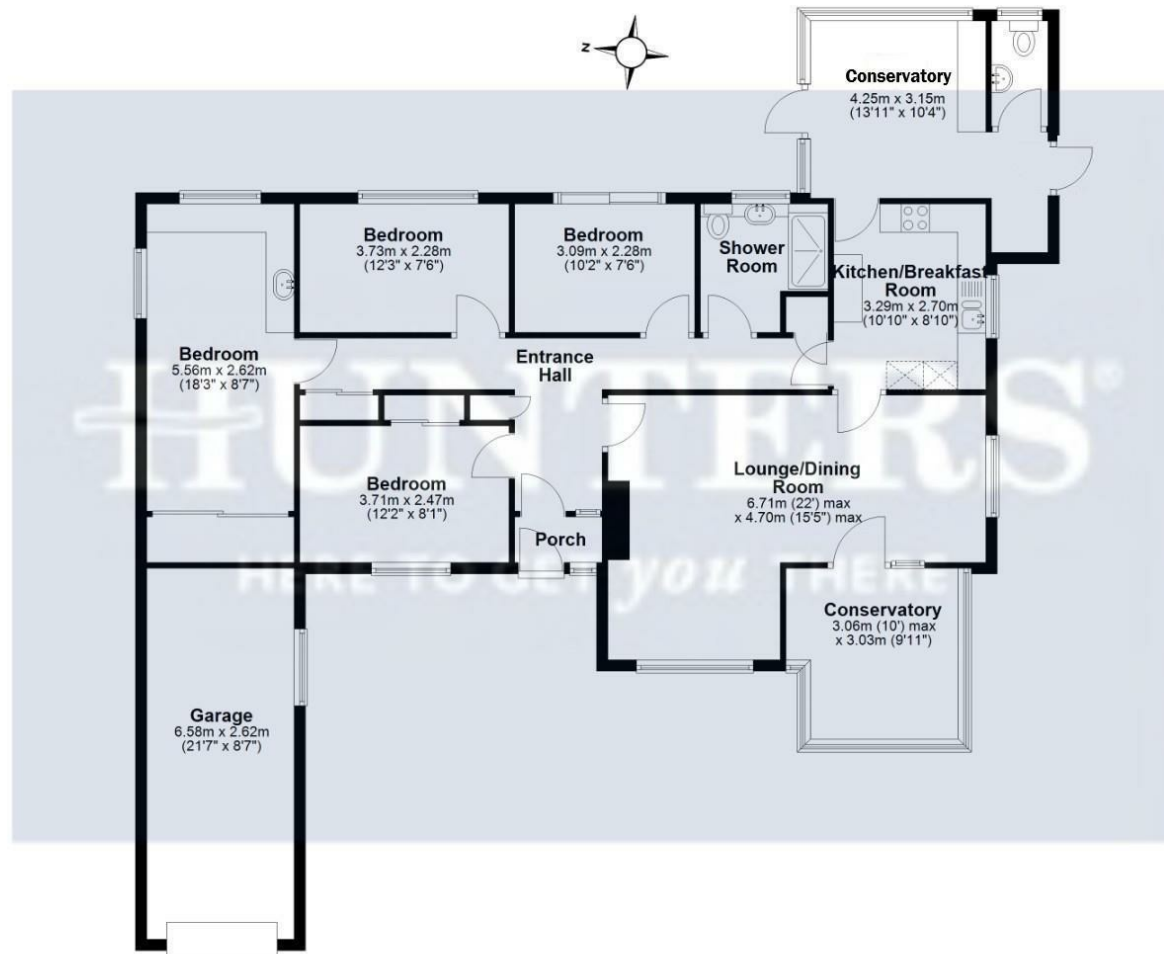 Z
Conservatory
4.25m x 3.15m
(13'11" x 10'4")
Bedroom
3.73m x 2.28m
(12'3" x 7'6")
Bedroom
3.09m x 2.28m
(10'2" x 7'6")
Shower
Room
Kitchen/Breakfast
Room
3.29m x 2.70m
(10'10" x 8'10")
Bedroom
5.56m x 2.62m
(18'3" x 8'7")
Entrance
Hall
HUNTERS®
Bedroom
3.71m x 2.47m
(12'2" x 8'1")
Lounge/Dining
Room
6.71m (22') max
x 4.70m (15'5") max
Porch
HERE TO GET you THERE
Conservatory
3.06m (10') max
x 3.03m (9'11")
Garage
6.58m x 2.62m
(21'7" x 8'7")